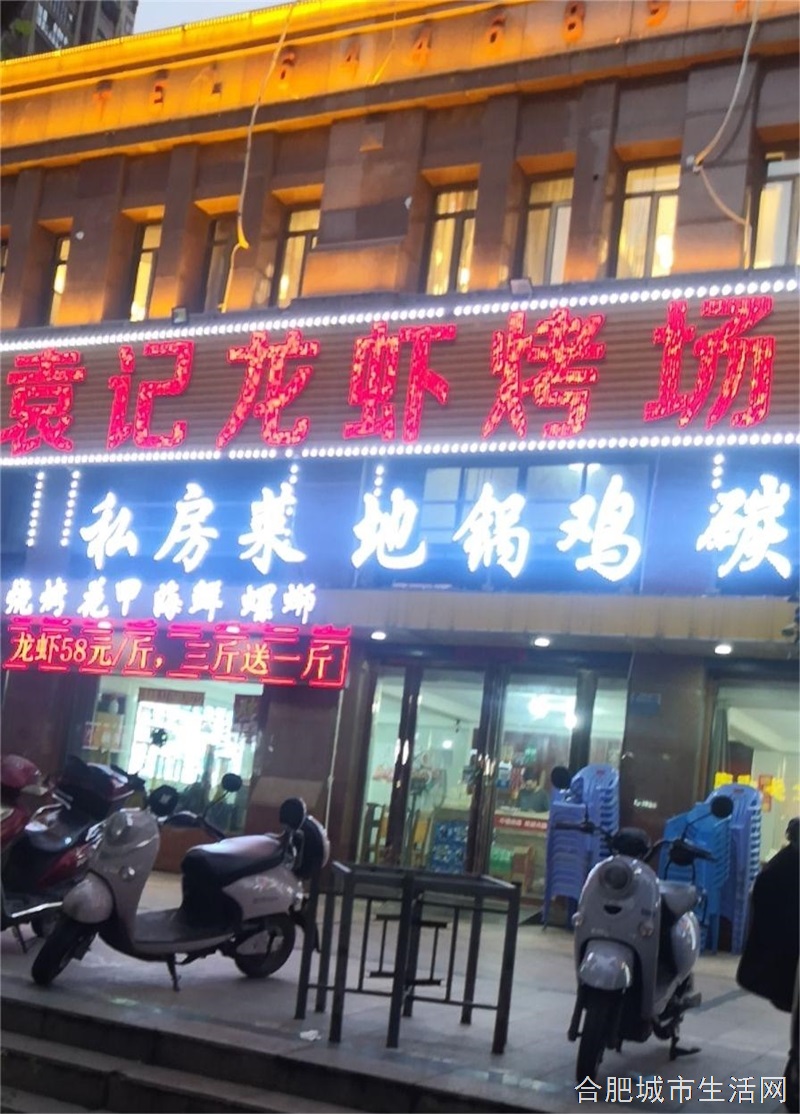 袁记龙虾烤场
私房菜 地锅鸡 碳
烧烤 花甲 海鲜 螺蛳
龙虾58元/斤，三斤送一斤
合肥城市生活网